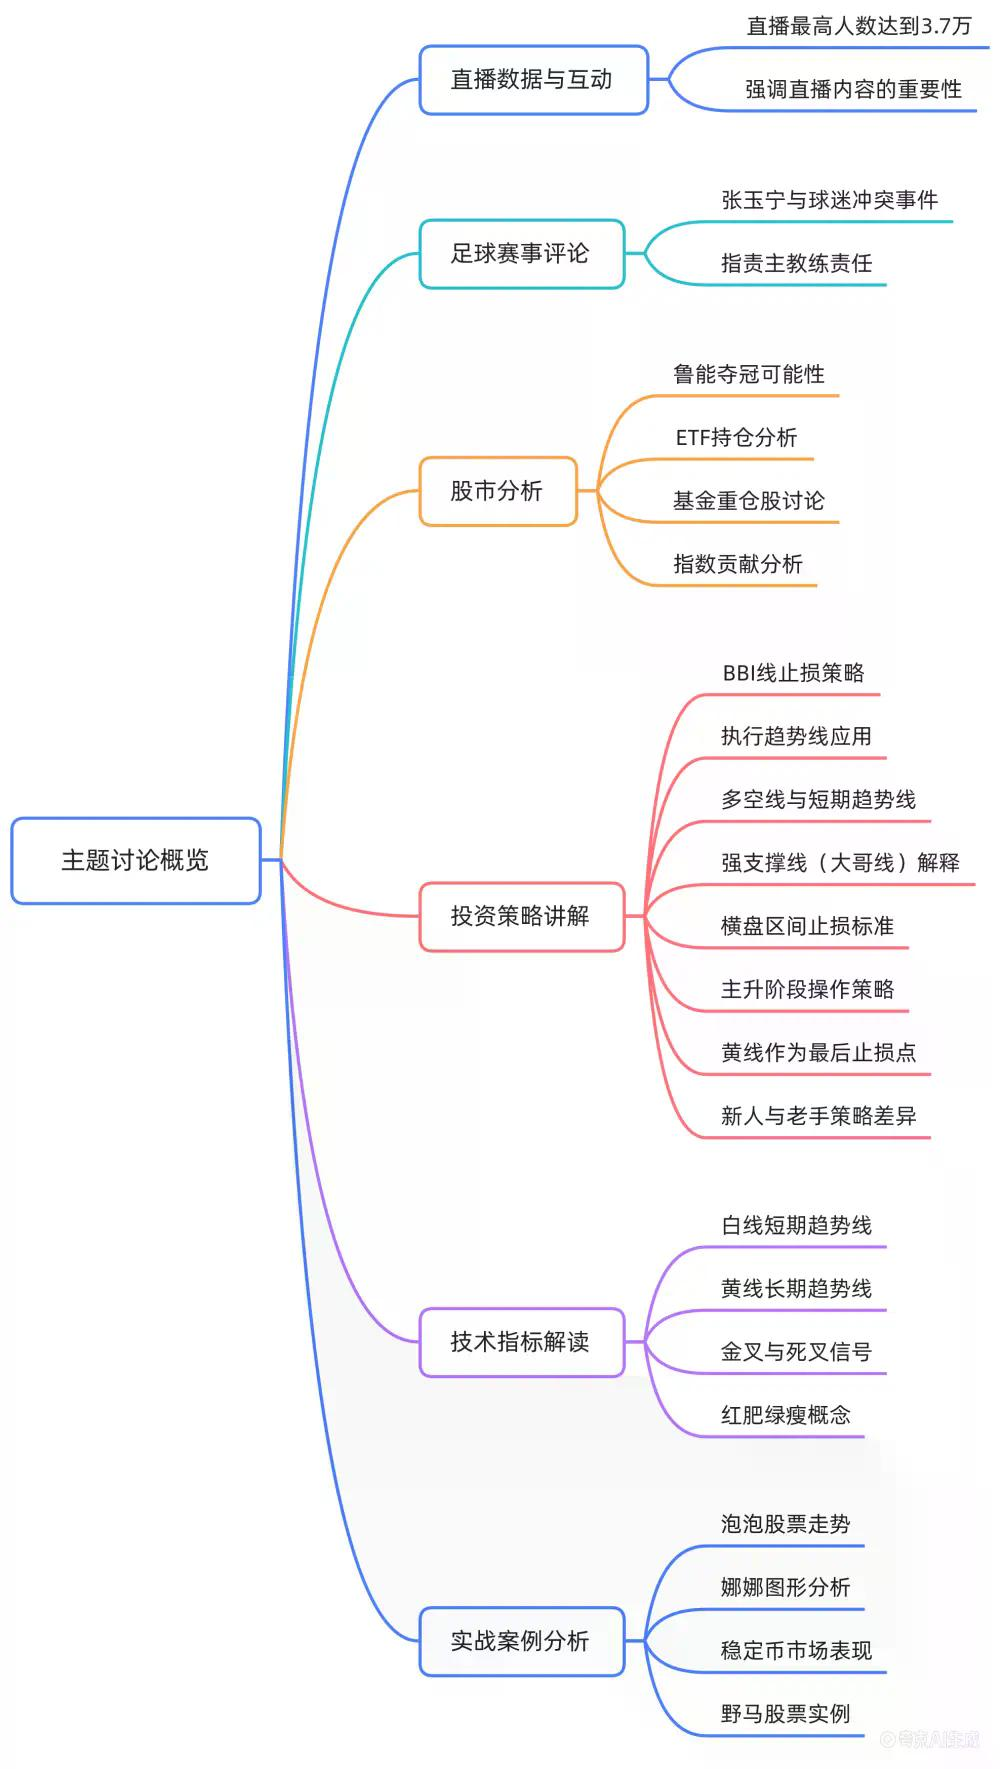 主题讨论概览
直播数据与互动
直播最高人数达到3.7万
强调直播内容的重要性
足球赛事评论
张玉宁与球迷冲突事件
指责主教练责任
股市分析
鲁能夺冠可能性
ETF持仓分析
基金重仓股讨论
指数贡献分析
投资策略讲解
BBI线止损策略
执行趋势线应用
多空线与短期趋势线
强支撑线（大哥线）解释
横盘区间止损标准
主升阶段操作策略
黄线作为最后止损点
新人与老手策略差异
技术指标解读
白线短期趋势线
黄线长期趋势线
金叉与死叉信号
红肥绿瘦概念
实战案例分析
泡泡股票走势
娜娜图形分析
稳定币市场表现
野马股票实例
夸克AI生成